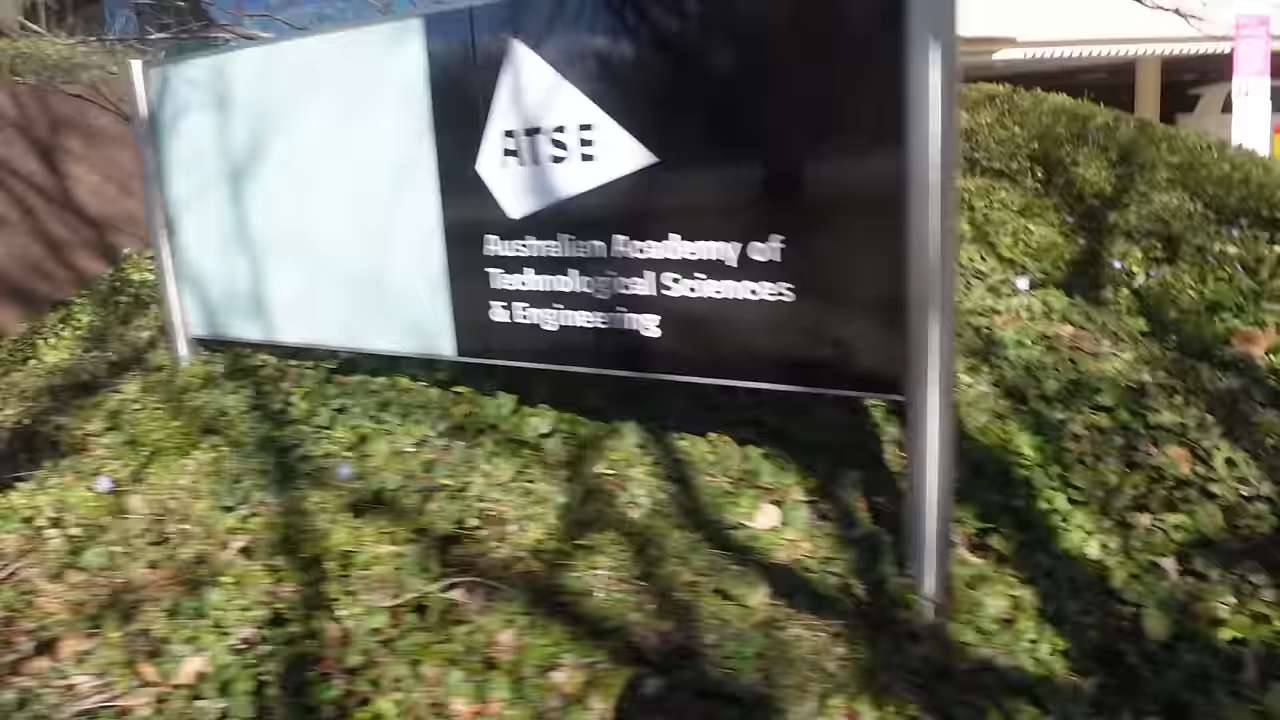 ATSE
Australian Academy of
Technological Sciences
& Engineering